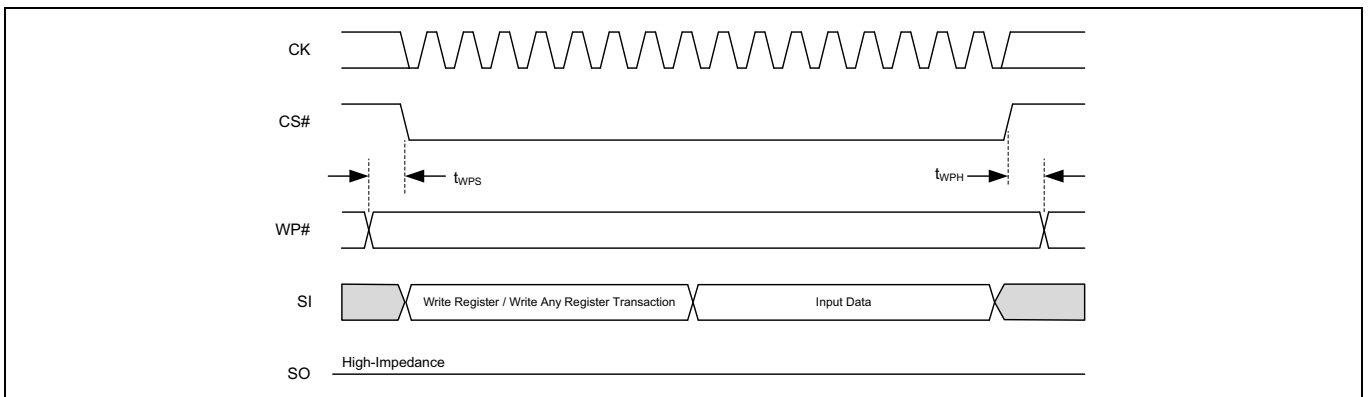 CK
CS#
tWPS
tWPH
WP#
SI
Write Register / Write Any Register Transaction
Input Data
High-Impedance
SO